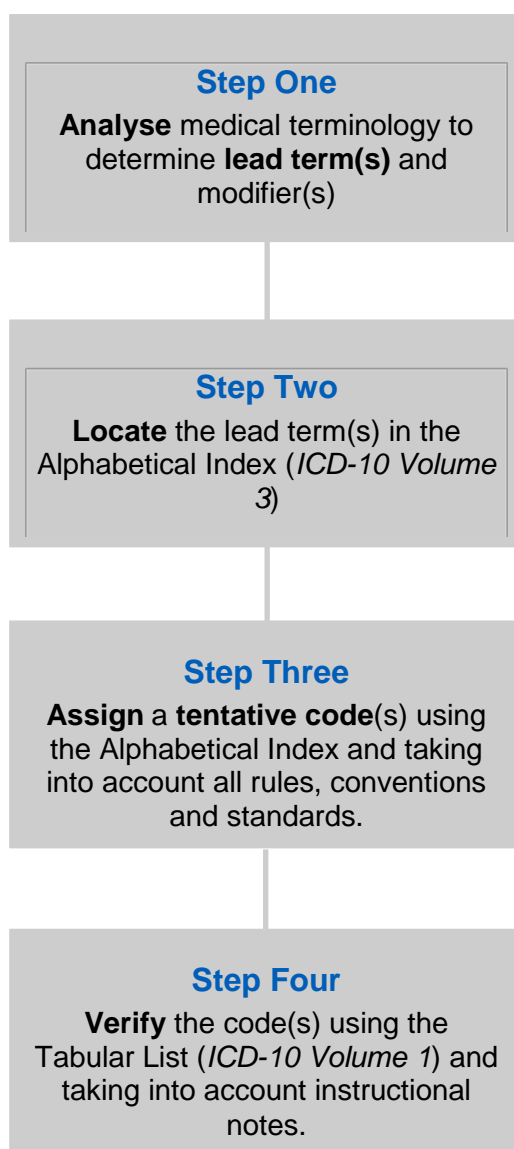 Step One
Analyse medical terminology to
determine lead term(s) and
modifier(s)
Step Two
Locate the lead term(s) in the
Alphabetical Index (ICD-10 Volume
3)
Step Three
Assign a tentative code(s) using
the Alphabetical Index and taking
into account all rules, conventions
and standards.
Step Four
Verify the code(s) using the
Tabular List (ICD-10 Volume 1) and
taking into account instructional
notes.